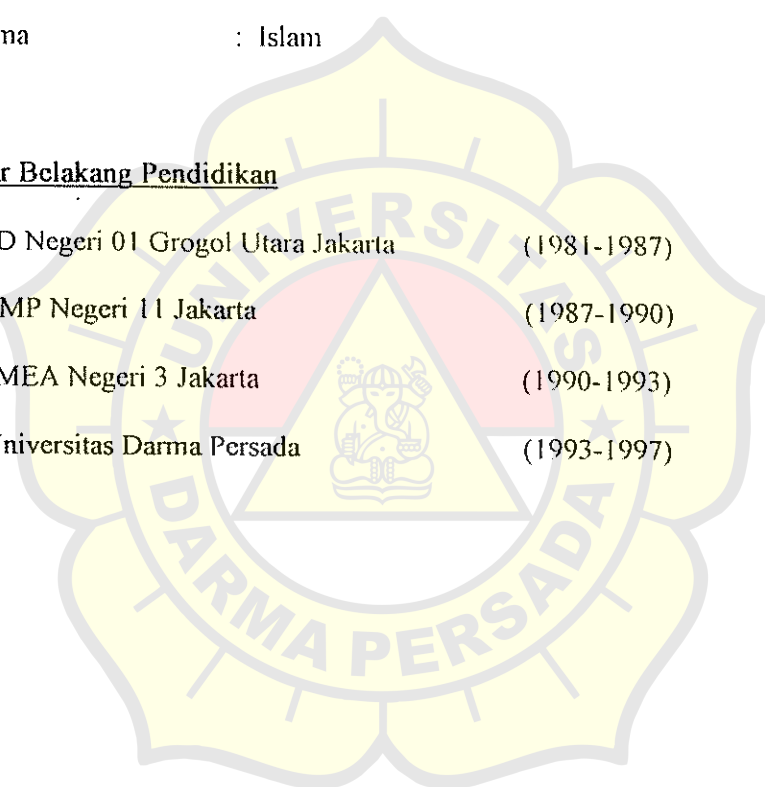 ma : Islam
r Belakang Pendidikan
D Negeri 01 Grogol Utara Jakarta (1981-1987)
MP Negeri 11 Jakarta (1987-1990)
MEA Negeri 3 Jakarta (1990-1993)
niversitas Darma Persada (1993-1997)
UNIVERSITAS
DARMA PERSADA